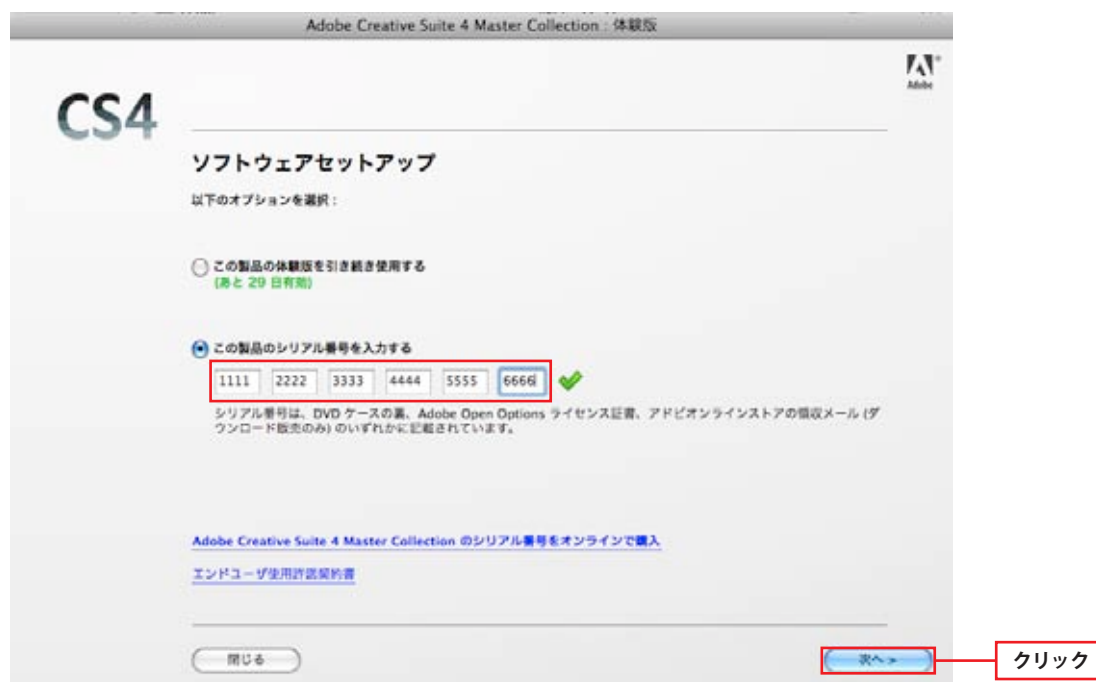 Adobe Creative Suite 4 Master Collection : 体験版
Adobe
CS4
ソフトウェアセットアップ
以下のオプションを選択：
この製品の体験版を引き続き使用する
(あと 29 日有効)
この製品のシリアル番号を入力する
1111 2222 3333 4444 5555 6666
シリアル番号は、DVD ケースの裏、Adobe Open Options ライセンス証書、アドビオンラインストアの領収メール (ダ
ウンロード販売のみ) のいずれかに記載されています。
Adobe Creative Suite 4 Master Collection のシリアル番号をオンラインで購入
エンドユーザ使用許諾契約書
閉じる
次へ >
クリック